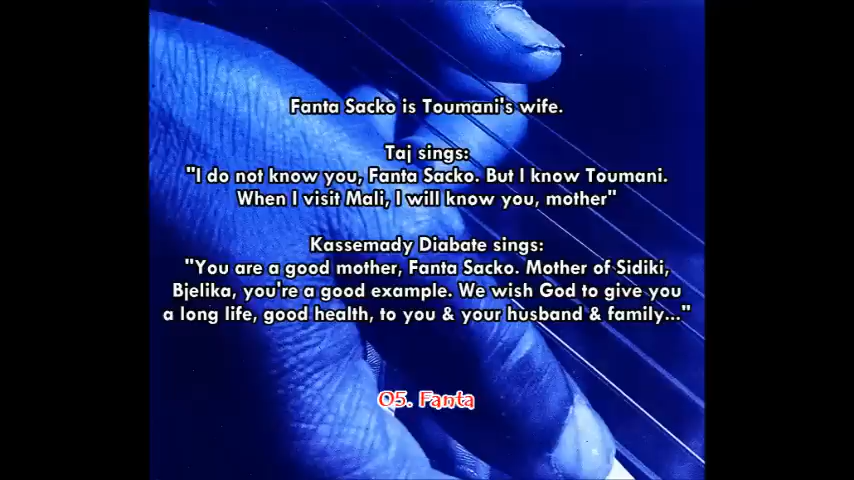 Fanta Sacko is Toumani's wife.
Taj sings:
"I do not know you, Fanta Sacko. But I know Toumani.
When I visit Mali, I will know you, mother"
Kassemady Diabate sings:
"You are a good mother, Fanta Sacko. Mother of Sidiki,
Bjelika, you're a good example. We wish God to give you
a long life, good health, to you & your husband & family..."
05. Fanta